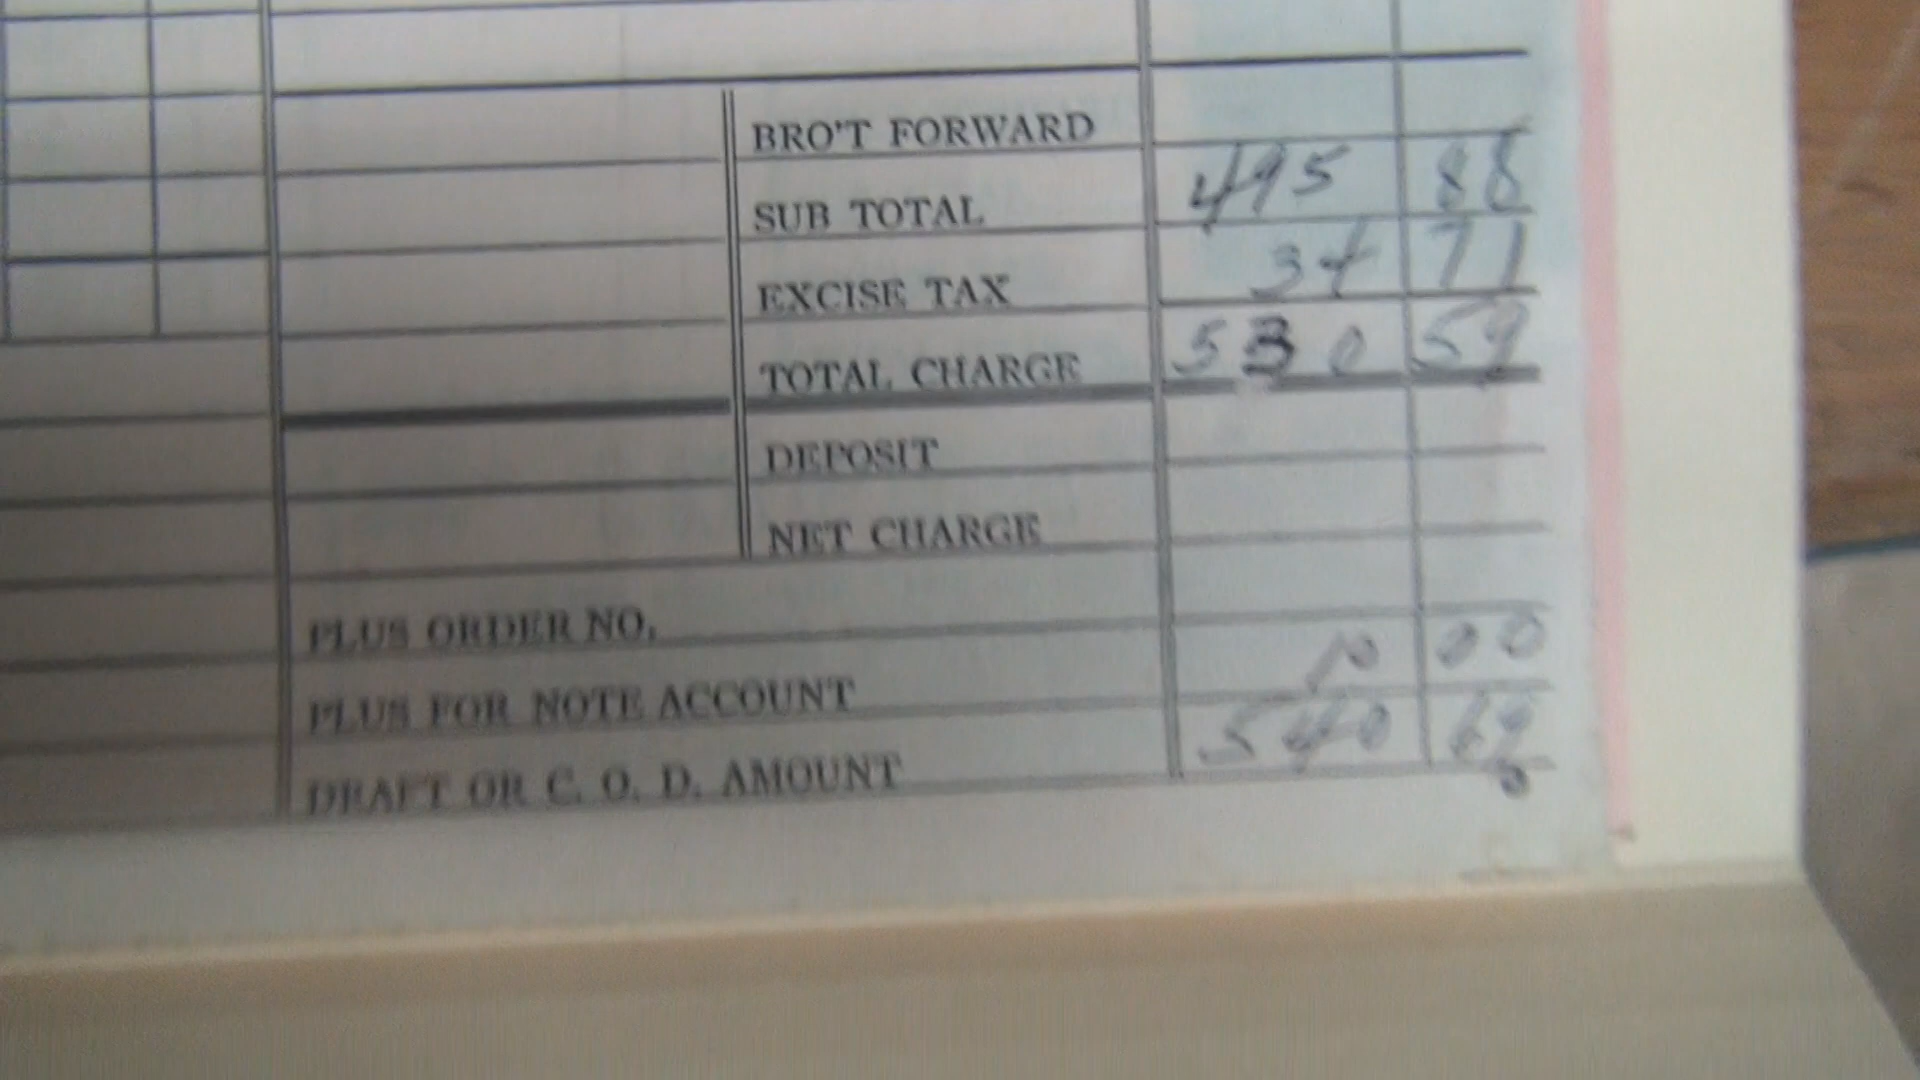 BRO'T FORWARD
SUB TOTAL 495 88
EXCISE TAX 34 71
TOTAL CHARGE 530 59
DEPOSIT
NET CHARGE
PLUS ORDER NO.
PLUS FOR NOTE ACCOUNT 10 00
DRAFT OR C. O. D. AMOUNT 540